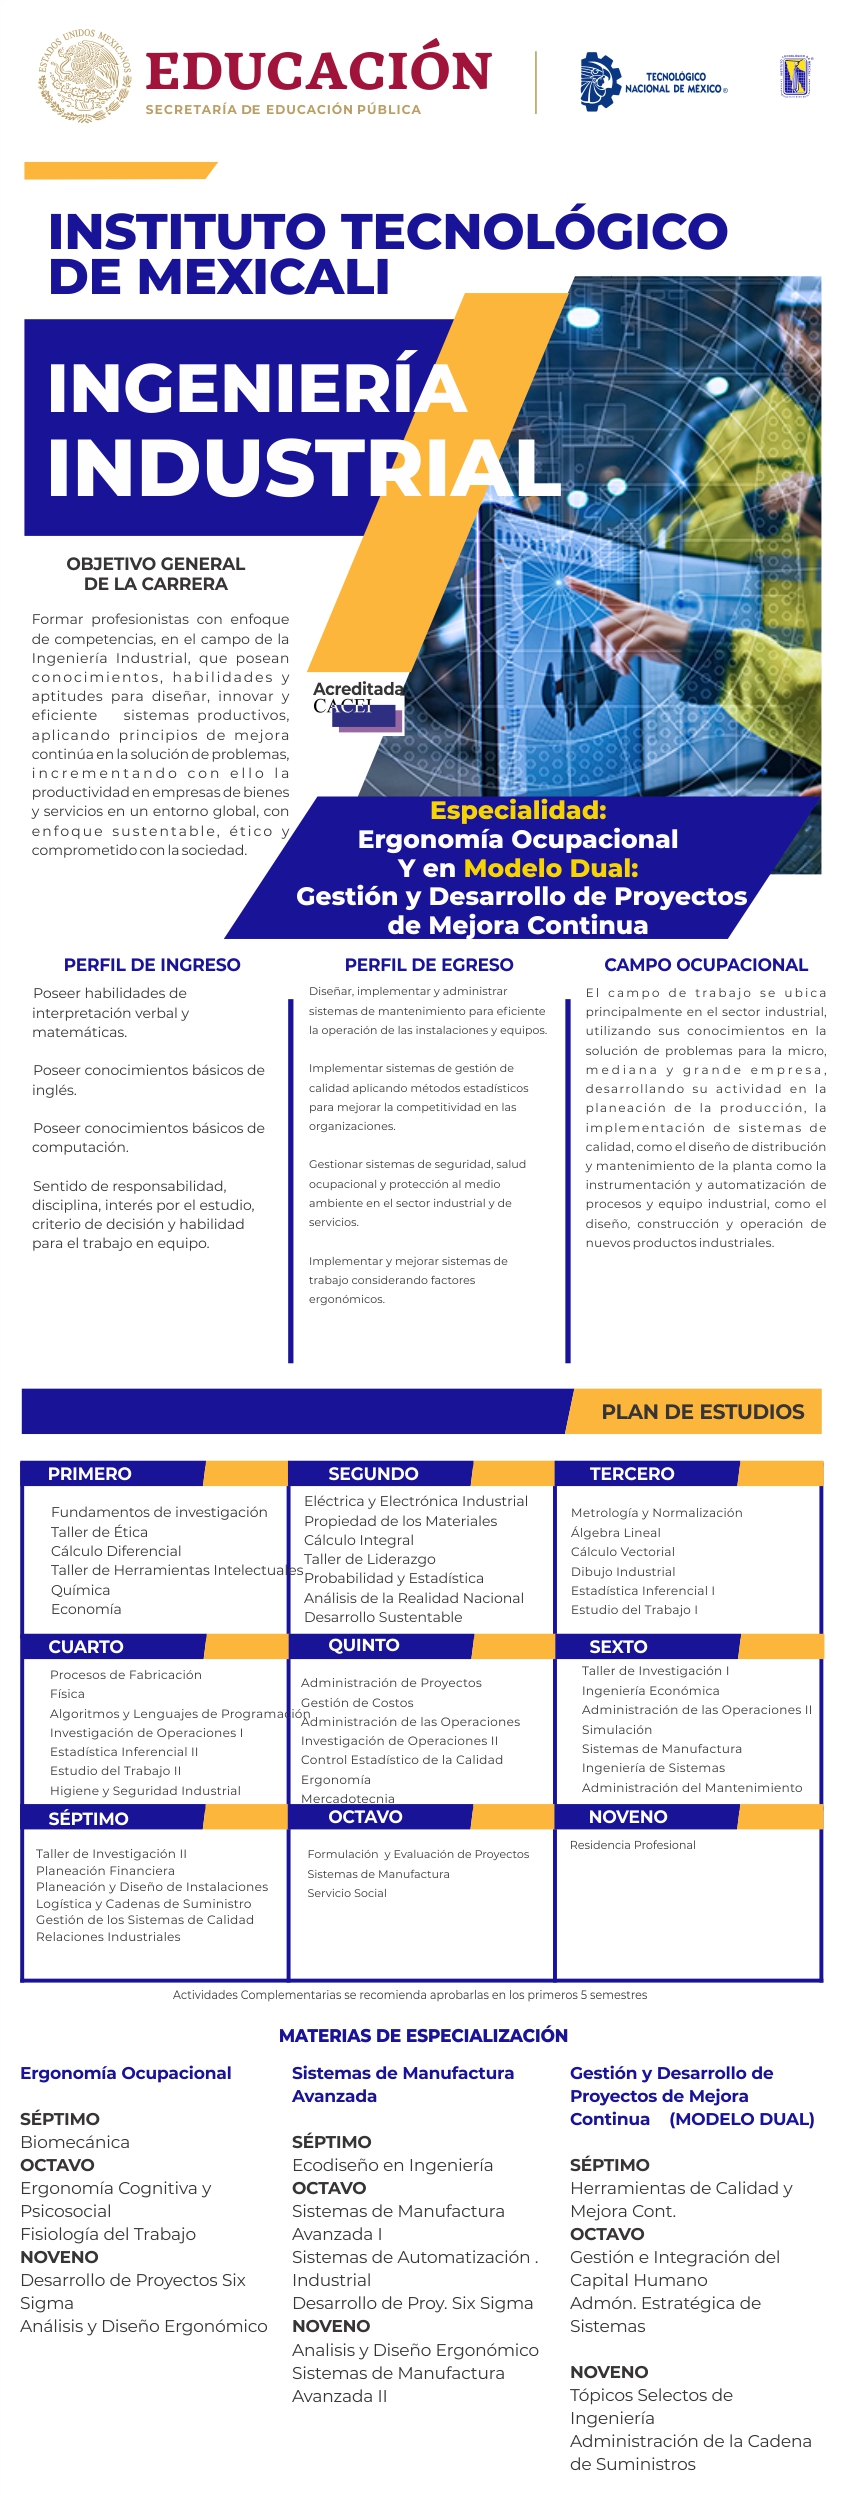 ESTADOS UNIDOS MEXICANOS
EDUCACIÓN
SECRETARÍA DE EDUCACIÓN PÚBLICA
TECNOLÓGICO
NACIONAL DE MÉXICO®
INSTITUTO TECNOLÓGICO
DE MEXICALI
INGENIERÍA
INDUSTRIAL
OBJETIVO GENERAL
DE LA CARRERA
Formar profesionistas con enfoque
de competencias, en el campo de la
Ingeniería Industrial, que posean
conocimientos, habilidades y
aptitudes para diseñar, innovar y
eficiente sistemas productivos,
aplicando principios de mejora
continúa en la solución de problemas,
incrementando con ello la
productividad en empresas de bienes
y servicios en un entorno global, con
enfoque sustentable, ético y
comprometido con la sociedad.
Acreditada
CACEI
Especialidad:
Ergonomía Ocupacional
Y en Modelo Dual:
Gestión y Desarrollo de Proyectos
de Mejora Continua
PERFIL DE INGRESO
Poseer habilidades de
interpretación verbal y
matemáticas.
Poseer conocimientos básicos de
inglés.
Poseer conocimientos básicos de
computación.
Sentido de responsabilidad,
disciplina, interés por el estudio,
criterio de decisión y habilidad
para el trabajo en equipo.
PERFIL DE EGRESO
Diseñar, implementar y administrar
sistemas de mantenimiento para eficiente
la operación de las instalaciones y equipos.
Implementar sistemas de gestión de
calidad aplicando métodos estadísticos
para mejorar la competitividad en las
organizaciones.
Gestionar sistemas de seguridad, salud
ocupacional y protección al medio
ambiente en el sector industrial y de
servicios.
Implementar y mejorar sistemas de
trabajo considerando factores
ergonómicos.
CAMPO OCUPACIONAL
El campo de trabajo se ubica
principalmente en el sector industrial,
utilizando sus conocimientos en la
solución de problemas para la micro,
mediana y grande empresa,
desarrollando su actividad en la
planeación de la producción, la
implementación de sistemas de
calidad, como el diseño de distribución
y mantenimiento de la planta como la
instrumentación y automatización de
procesos y equipo industrial, como el
diseño, construcción y operación de
nuevos productos industriales.
PLAN DE ESTUDIOS
PRIMERO
Fundamentos de investigación
Taller de Ética
Cálculo Diferencial
Taller de Herramientas Intelectuales
Química
Economía
SEGUNDO
Eléctrica y Electrónica Industrial
Propiedad de los Materiales
Cálculo Integral
Taller de Liderazgo
Probabilidad y Estadística
Análisis de la Realidad Nacional
Desarrollo Sustentable
TERCERO
Metrología y Normalización
Álgebra Lineal
Cálculo Vectorial
Dibujo Industrial
Estadística Inferencial I
Estudio del Trabajo I
CUARTO
Procesos de Fabricación
Física
Algoritmos y Lenguajes de Programación
Investigación de Operaciones I
Estadística Inferencial II
Estudio del Trabajo II
Higiene y Seguridad Industrial
QUINTO
Administración de Proyectos
Gestión de Costos
Administración de las Operaciones
Investigación de Operaciones II
Control Estadístico de la Calidad
Ergonomía
Mercadotecnia
SEXTO
Taller de Investigación I
Ingeniería Económica
Administración de las Operaciones II
Simulación
Sistemas de Manufactura
Ingeniería de Sistemas
Administración del Mantenimiento
SÉPTIMO
Taller de Investigación II
Planeación Financiera
Planeación y Diseño de Instalaciones
Logística y Cadenas de Suministro
Gestión de los Sistemas de Calidad
Relaciones Industriales
OCTAVO
Formulación y Evaluación de Proyectos
Sistemas de Manufactura
Servicio Social
NOVENO
Residencia Profesional
Actividades Complementarias se recomienda aprobarlas en los primeros 5 semestres
MATERIAS DE ESPECIALIZACIÓN
Ergonomía Ocupacional
SÉPTIMO
Biomecánica
OCTAVO
Ergonomía Cognitiva y
Psicosocial
Fisiología del Trabajo
NOVENO
Desarrollo de Proyectos Six
Sigma
Análisis y Diseño Ergonómico
Sistemas de Manufactura
Avanzada
SÉPTIMO
Ecodiseño en Ingeniería
OCTAVO
Sistemas de Manufactura
Avanzada I
Sistemas de Automatización .
Industrial
Desarrollo de Proy. Six Sigma
NOVENO
Analisis y Diseño Ergonómico
Sistemas de Manufactura
Avanzada II
Gestión y Desarrollo de
Proyectos de Mejora
Continua (MODELO DUAL)
SÉPTIMO
Herramientas de Calidad y
Mejora Cont.
OCTAVO
Gestión e Integración del
Capital Humano
Admón. Estratégica de
Sistemas
NOVENO
Tópicos Selectos de
Ingeniería
Administración de la Cadena
de Suministros